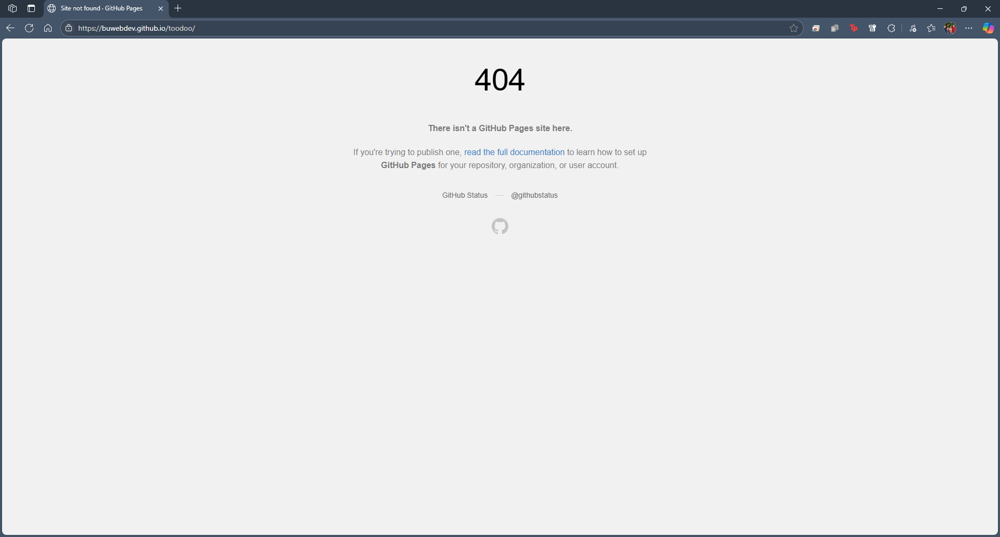 Site not found · GitHub Pages
https://buwebdev.github.io/toodoo/
Tp
404
There isn't a GitHub Pages site here.
If you're trying to publish one, read the full documentation to learn how to set up
GitHub Pages for your repository, organization, or user account.
GitHub Status — @githubstatus